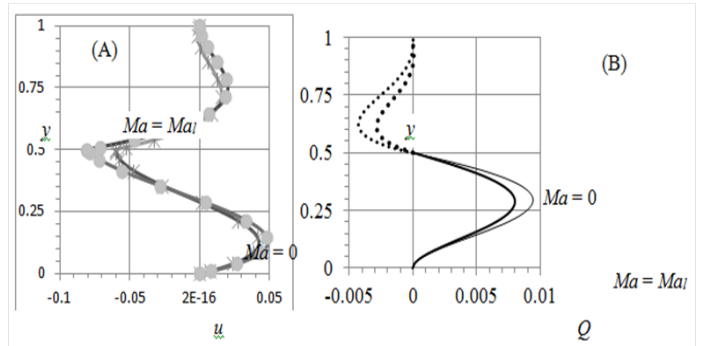 (A)
1
0.75
y
0.5
0.25
0
Ma = Mal
Ma = 0
-0.1 -0.05 2E-16 0.05
u
(B)
1
0.75
y
0.5
0.25
0
Ma = 0
Ma = Mal
-0.005 0 0.005 0.01
Q